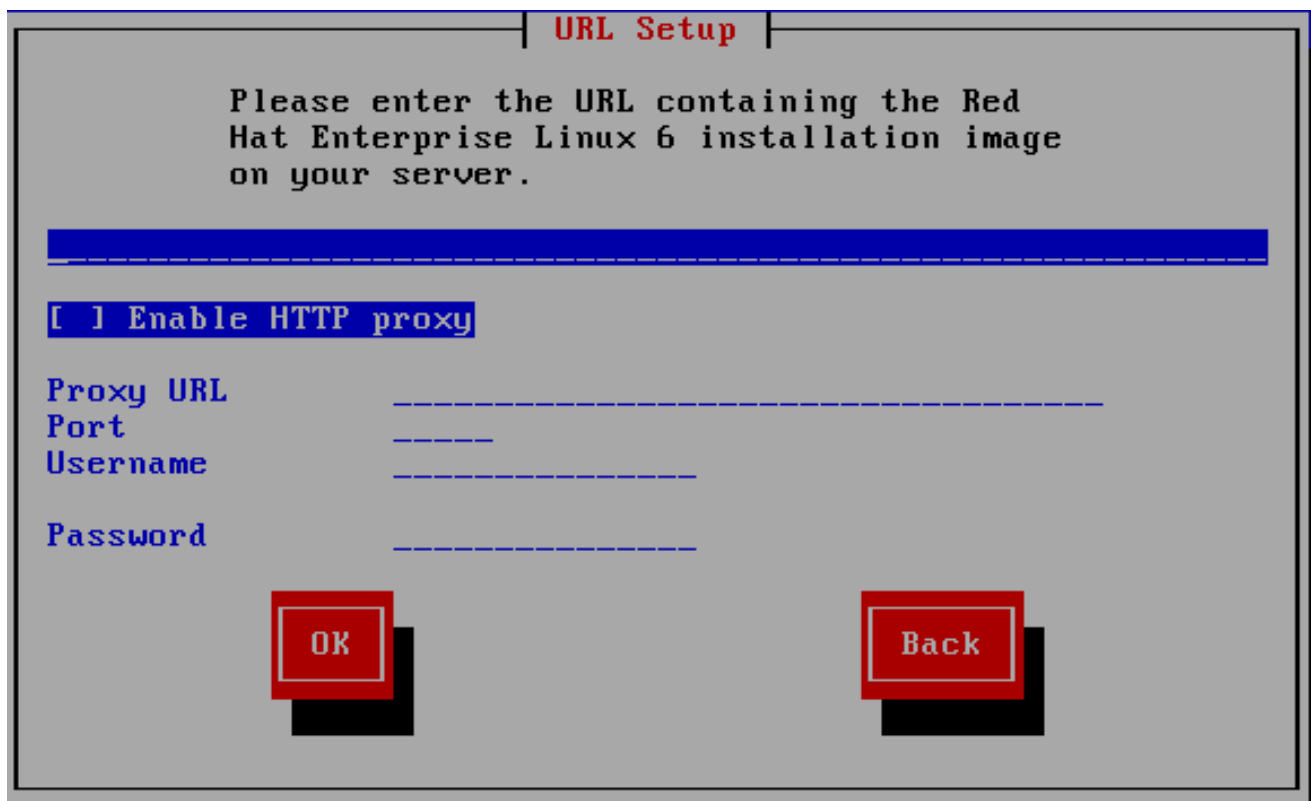 URL Setup
Please enter the URL containing the Red
Hat Enterprise Linux 6 installation image
on your server.
[ ] Enable HTTP proxy
Proxy URL
Port
Username
Password
OK
Back